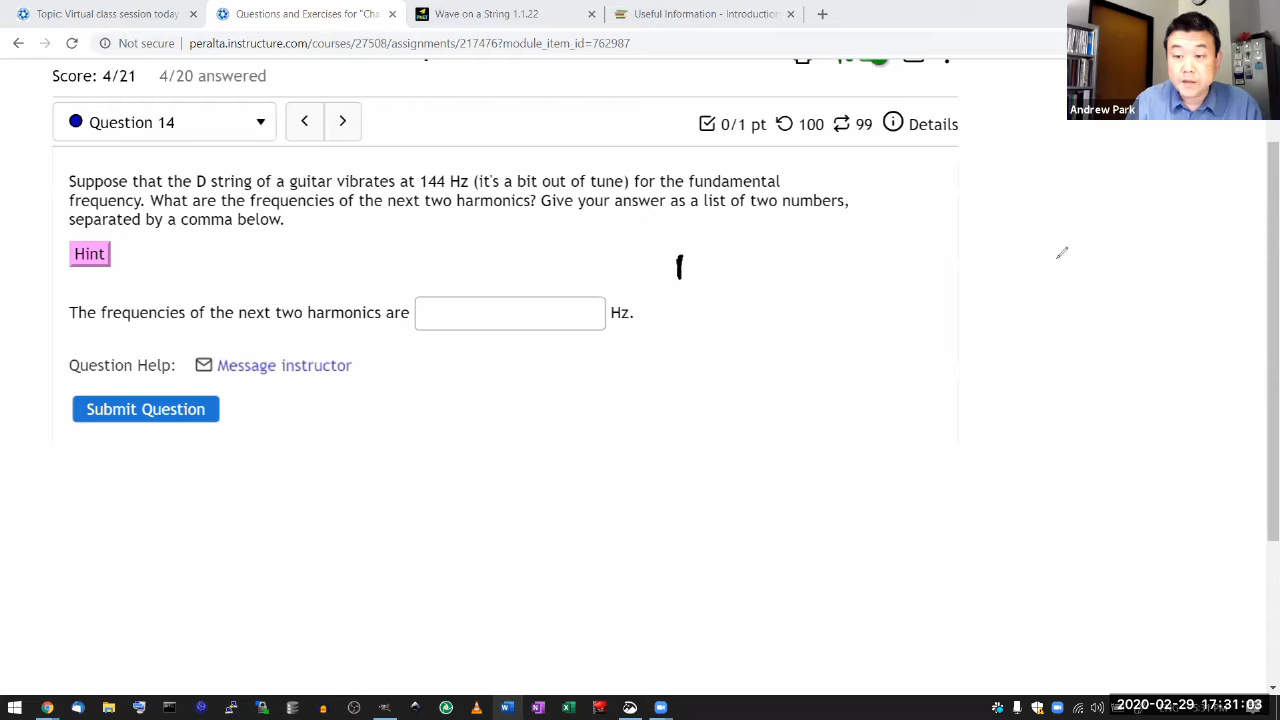 Topic: Virtual class session today
Questions and Exercises for "Cha
Wave on a String 1.1.22
Useful Information - Introduction
Not secure | peralta.instructure.com/courses/27508/assignments/217476?module_item_id=762987
Andrew Park
Score: 4/21 4/20 answered
Question 14
0/1 pt 100 99 Details
Suppose that the D string of a guitar vibrates at 144 Hz (it's a bit out of tune) for the fundamental
frequency. What are the frequencies of the next two harmonics? Give your answer as a list of two numbers,
separated by a comma below.
Hint
The frequencies of the next two harmonics are Hz.
Question Help: Message instructor
Submit Question
2020-02-29 17:31:03